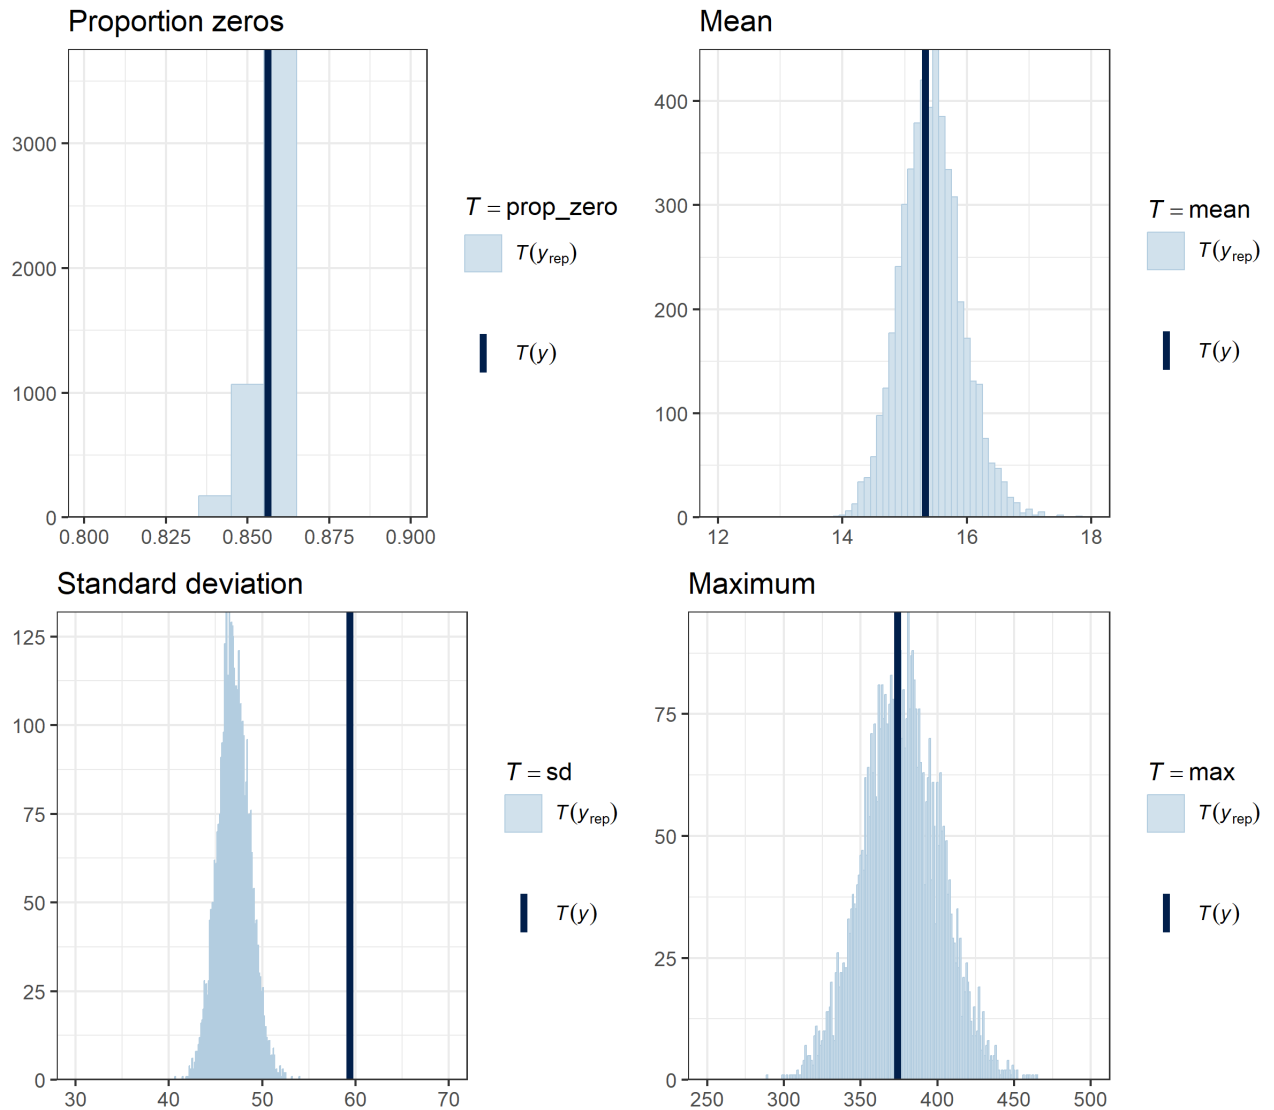 Proportion zeros
3000
2000
1000
0
0.800 0.825 0.850 0.875 0.900
T = prop_zero
T(yrep)
T(y)
Mean
400
300
200
100
0
12 14 16 18
T = mean
T(yrep)
T(y)
Standard deviation
125
100
75
50
25
0
30 40 50 60 70
T = sd
T(yrep)
T(y)
Maximum
75
50
25
0
250 300 350 400 450 500
T = max
T(yrep)
T(y)